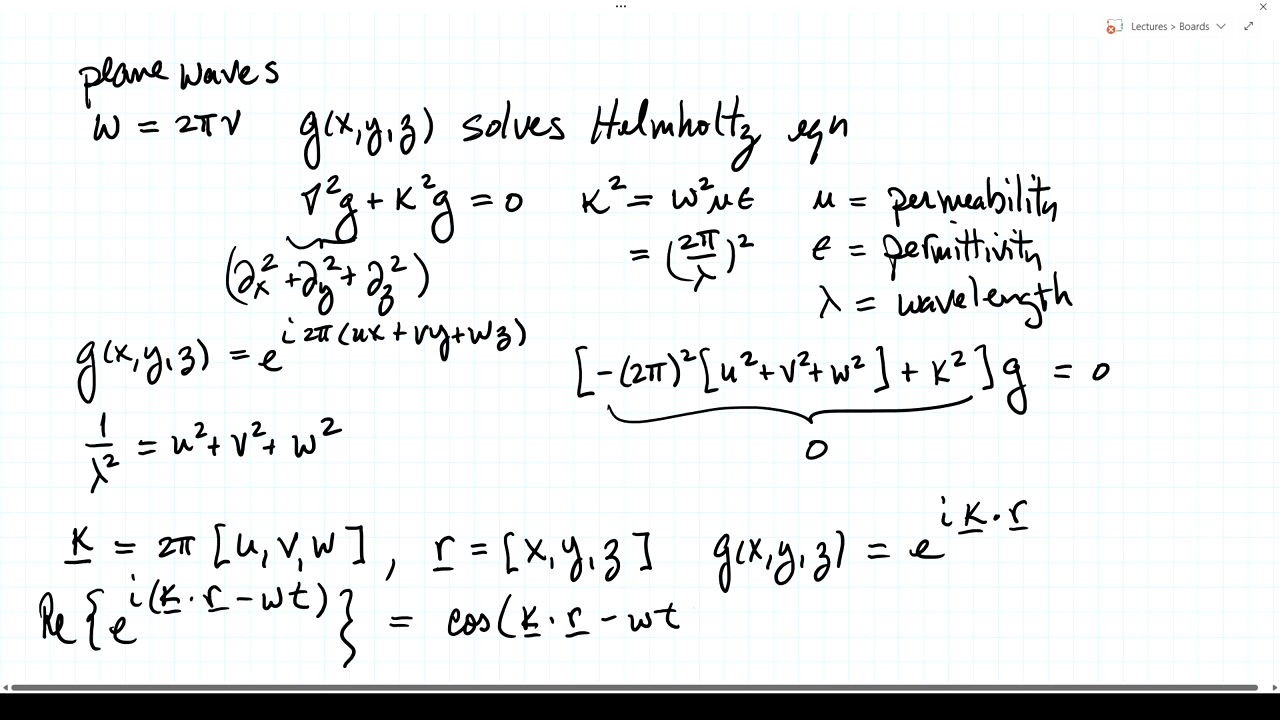 Lectures > Boards
plane waves
ω = 2πν g(x,y,z) solves Helmholtz eqn
∇²g + k²g = 0 k² = ω²με μ = permeability
(∂x² + ∂y² + ∂z²) = (2π/λ)² ε = permittivity
λ = wavelength
g(x,y,z) = e^{i2π(ux+vy+wz)} [-(2π)²[u²+v²+w²] + k²]g = 0
0
1/λ² = u² + v² + w²
k = 2π[u,v,w], r = [x,y,z] g(x,y,z) = e^{i k·r}
Re{e^{i(k·r - ωt)}} = cos(k·r - ωt